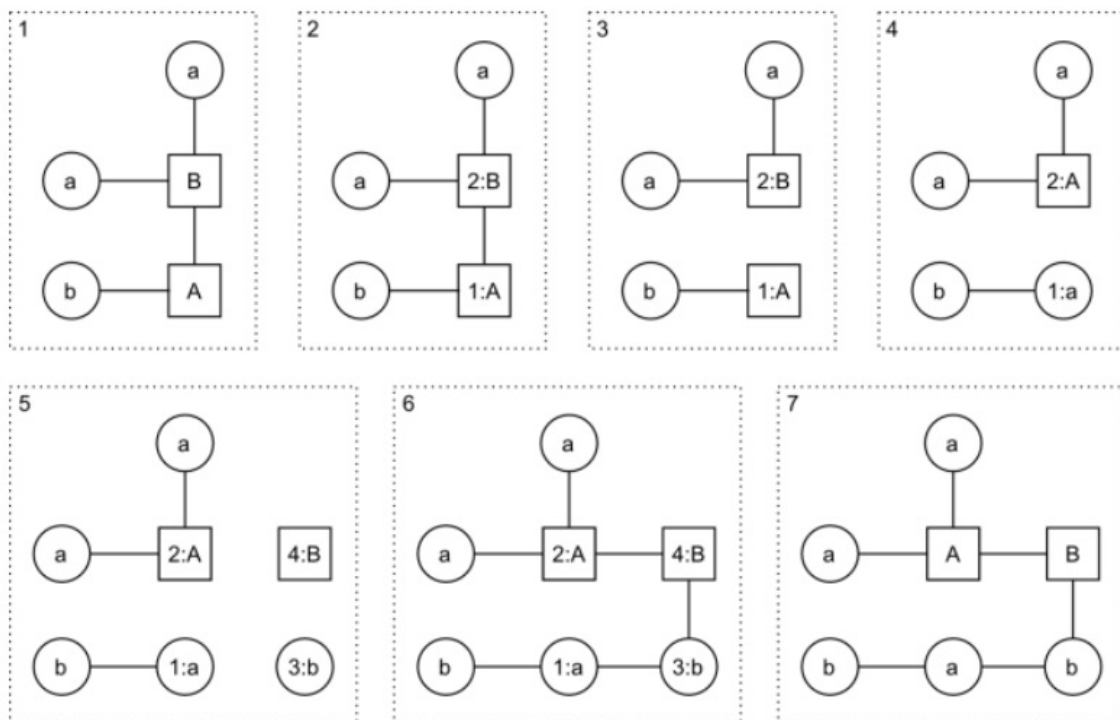 1 2 3 4
a a a a
a B a 2:B a 2:B a 2:A
b A b 1:A b 1:A b 1:a
5 6 7
a a a
a 2:A 4:B a 2:A 4:B a A B
b 1:a 3:b b 1:a 3:b b a b